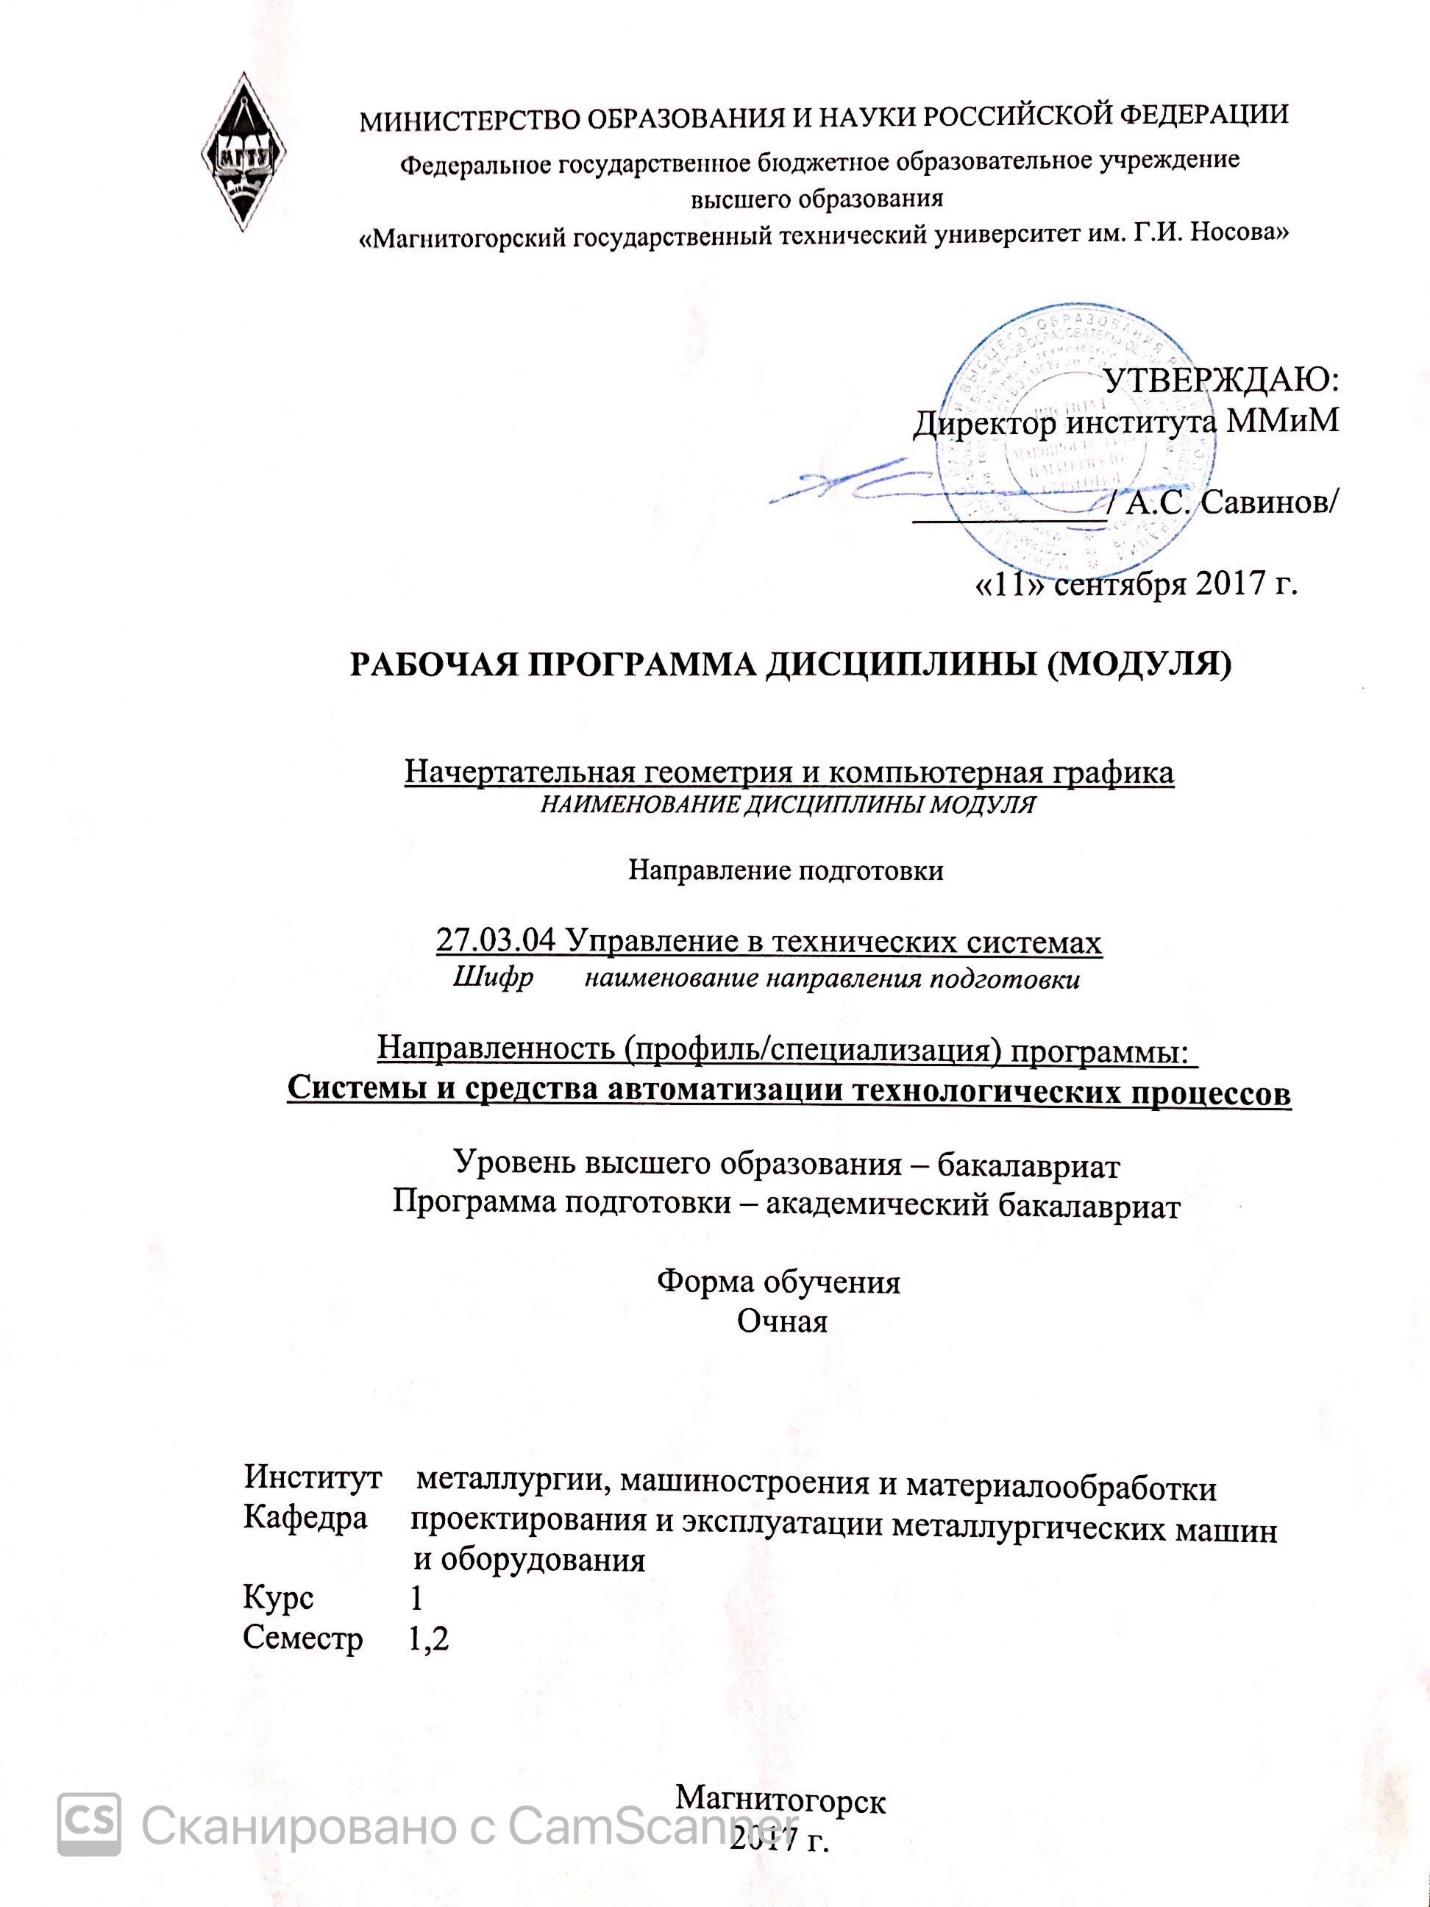 МГТУ
МИНИСТЕРСТВО ОБРАЗОВАНИЯ И НАУКИ РОССИЙСКОЙ ФЕДЕРАЦИИ
Федеральное государственное бюджетное образовательное учреждение
высшего образования
«Магнитогорский государственный технический университет им. Г.И. Носова»
УТВЕРЖДАЮ:
Директор института ММиМ
/ А.С. Савинов/
«11» сентября 2017 г.
РАБОЧАЯ ПРОГРАММА ДИСЦИПЛИНЫ (МОДУЛЯ)
Начертательная геометрия и компьютерная графика
НАИМЕНОВАНИЕ ДИСЦИПЛИНЫ МОДУЛЯ
Направление подготовки
27.03.04 Управление в технических системах
Шифр наименование направления подготовки
Направленность (профиль/специализация) программы:
Системы и средства автоматизации технологических процессов
Уровень высшего образования – бакалавриат
Программа подготовки – академический бакалавриат
Форма обучения
Очная
Институт металлургии, машиностроения и материалообработки
Кафедра проектирования и эксплуатации металлургических машин
и оборудования
Курс 1
Семестр 1,2
Магнитогорск
2017 г.
CS Сканировано с CamScanner